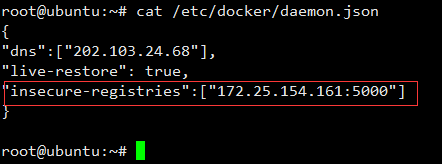 root@ubuntu:~# cat /etc/docker/daemon.json
{
"dns":["202.103.24.68"],
"live-restore": true,
"insecure-registries":["172.25.154.161:5000"]
}
root@ubuntu:~#